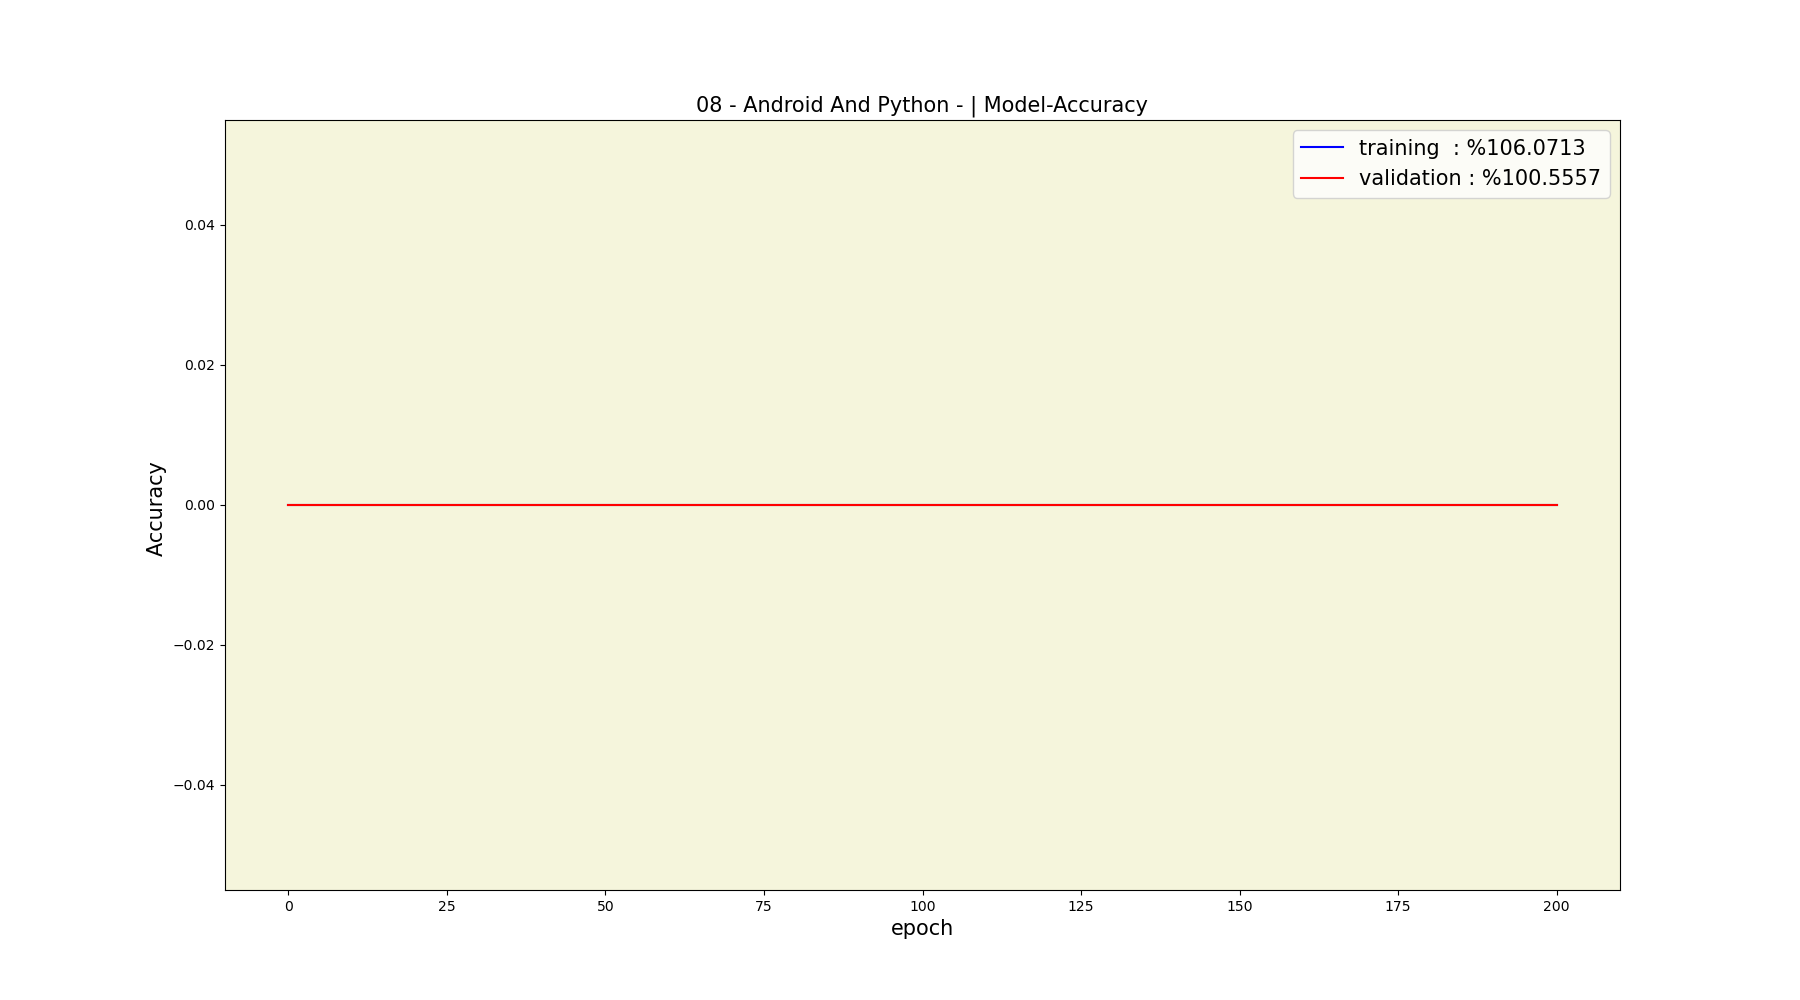 08 - Android And Python - | Model-Accuracy
training  : %106.0713
validation : %100.5557
Accuracy
0.04
0.02
0.00
−0.02
−0.04
0 25 50 75 100 125 150 175 200
epoch